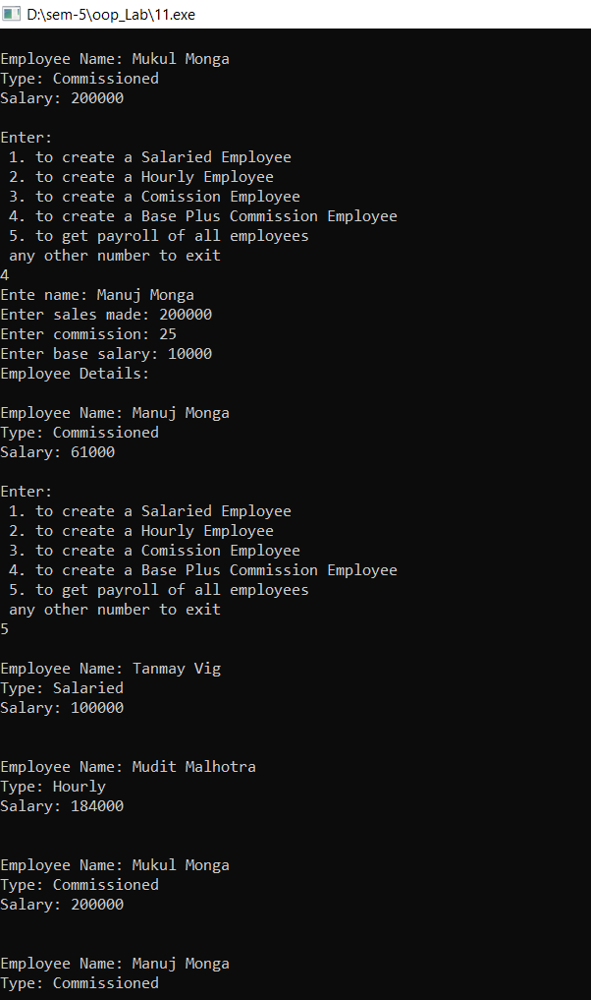 D:\sem-5\oop_Lab\11.exe
Employee Name: Mukul Monga
Type: Commissioned
Salary: 200000
Enter:
1. to create a Salaried Employee
2. to create a Hourly Employee
3. to create a Comission Employee
4. to create a Base Plus Commission Employee
5. to get payroll of all employees
any other number to exit
4
Ente name: Manuj Monga
Enter sales made: 200000
Enter commission: 25
Enter base salary: 10000
Employee Details:
Employee Name: Manuj Monga
Type: Commissioned
Salary: 61000
Enter:
1. to create a Salaried Employee
2. to create a Hourly Employee
3. to create a Comission Employee
4. to create a Base Plus Commission Employee
5. to get payroll of all employees
any other number to exit
5
Employee Name: Tanmay Vig
Type: Salaried
Salary: 100000
Employee Name: Mudit Malhotra
Type: Hourly
Salary: 184000
Employee Name: Mukul Monga
Type: Commissioned
Salary: 200000
Employee Name: Manuj Monga
Type: Commissioned